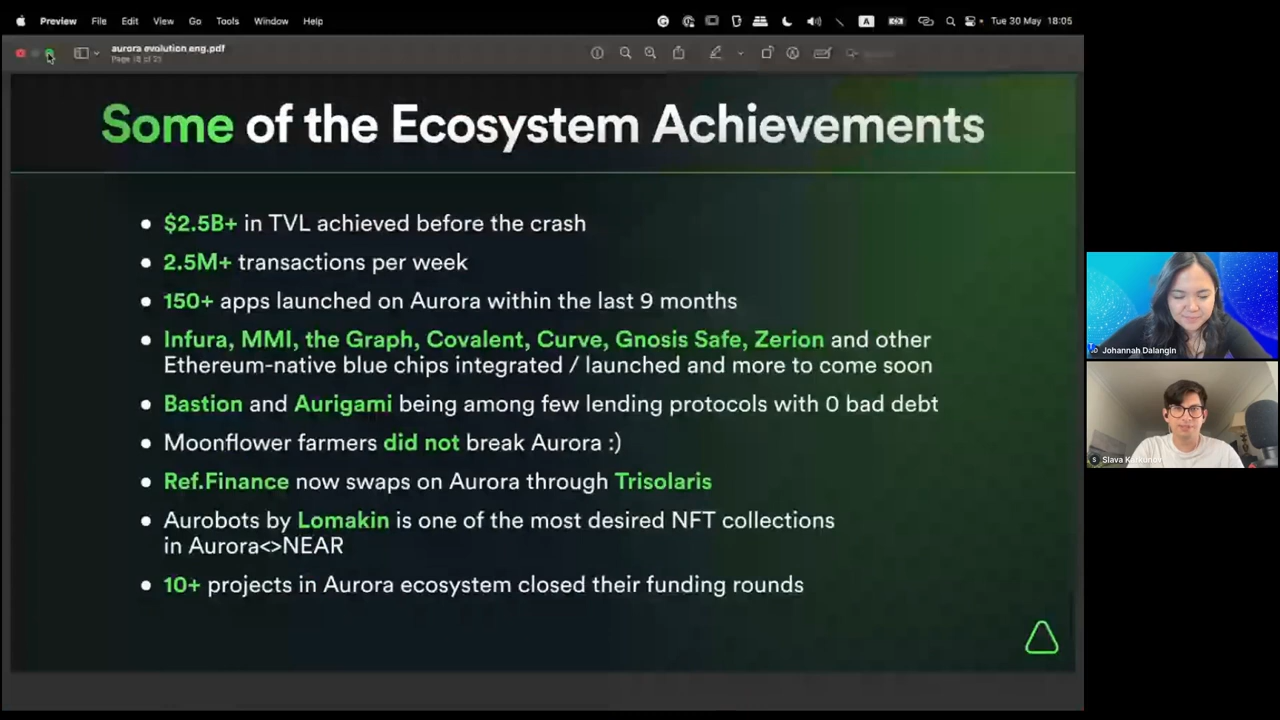 Preview File Edit View Go Tools Window Help
A
Tue 30 May 18:05
aurora evolution eng.pdf
Some of the Ecosystem Achievements
• $2.5B+ in TVL achieved before the crash
• 2.5M+ transactions per week
• 150+ apps launched on Aurora within the last 9 months
• Infura, MMI, the Graph, Covalent, Curve, Gnosis Safe, Zerion and other
Ethereum-native blue chips integrated / launched and more to come soon
• Bastion and Aurigami being among few lending protocols with 0 bad debt
• Moonflower farmers did not break Aurora :)
• Ref.Finance now swaps on Aurora through Trisolaris
• Aurobots by Lomakin is one of the most desired NFT collections
in Aurora<>NEAR
• 10+ projects in Aurora ecosystem closed their funding rounds
Johannah Dalangin
S Slava